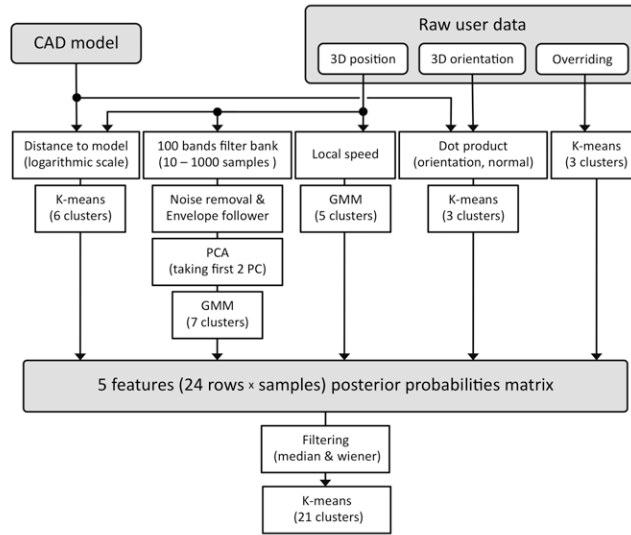 CAD model
Raw user data
3D position
3D orientation
Overriding
Distance to model
(logarithmic scale)
100 bands filter bank
(10 – 1000 samples )
Local speed
Dot product
(orientation, normal)
K-means
(3 clusters)
K-means
(6 clusters)
Noise removal &
Envelope follower
GMM
(5 clusters)
K-means
(3 clusters)
PCA
(taking first 2 PC)
GMM
(7 clusters)
5 features (24 rows x samples) posterior probabilities matrix
Filtering
(median & wiener)
K-means
(21 clusters)